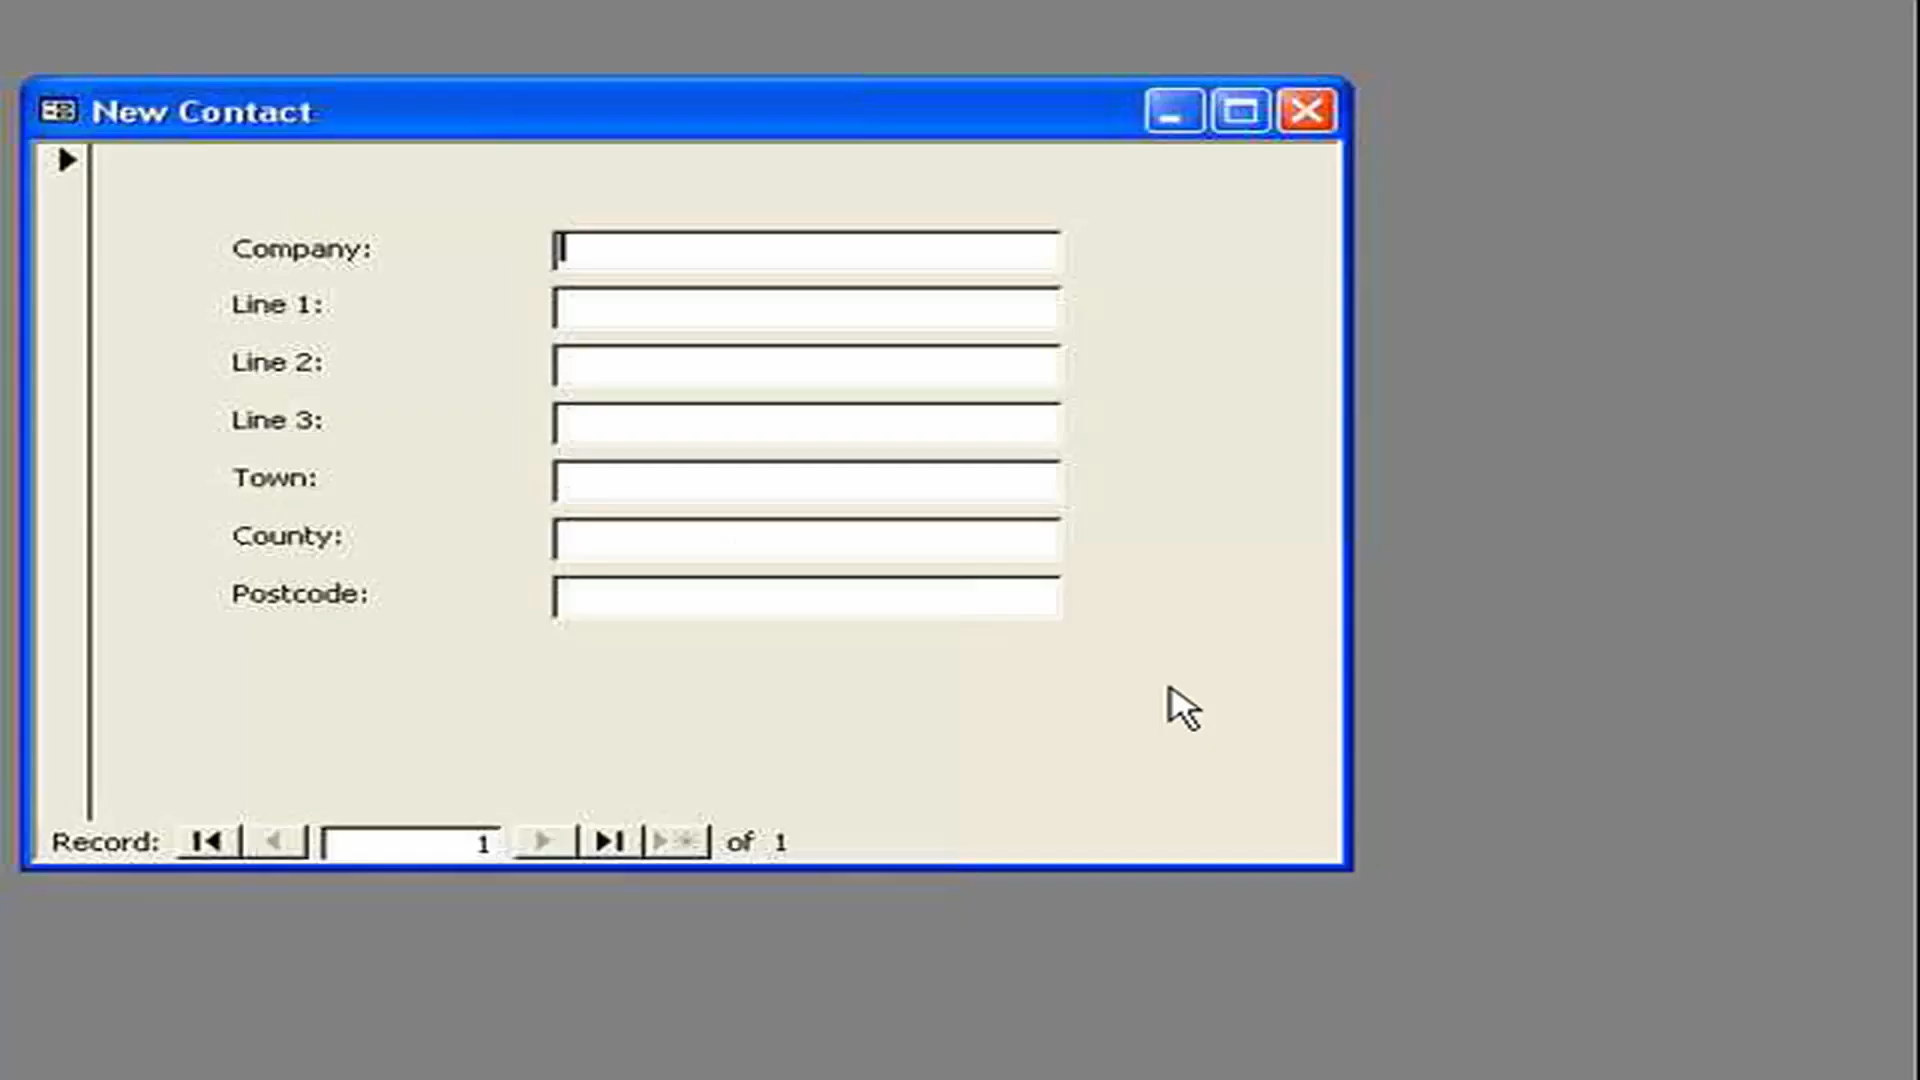 New Contact
Company:
Line 1:
Line 2:
Line 3:
Town:
County:
Postcode:
Record: 1 of 1